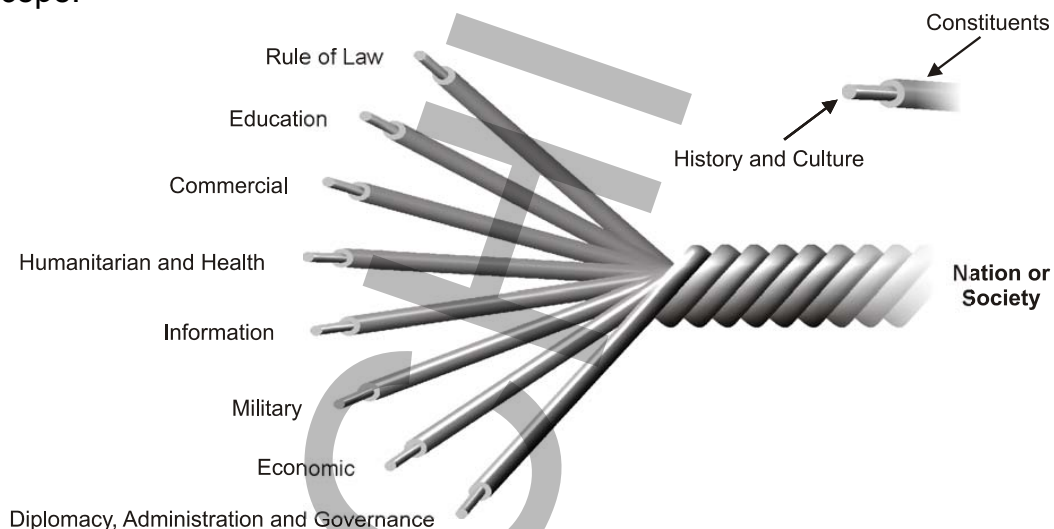 Constituents
Rule of Law
Education
History and Culture
Commercial
Humanitarian and Health
Nation or
Society
Information
Military
Economic
Diplomacy, Administration and Governance